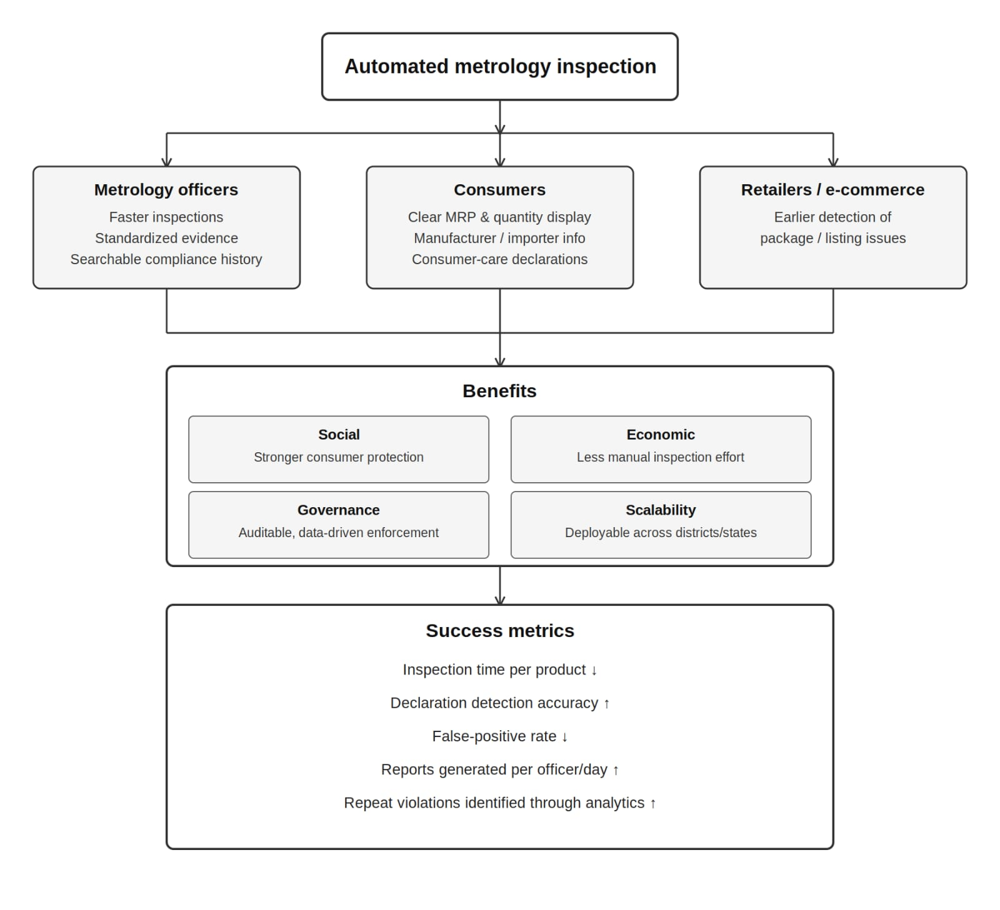 Automated metrology inspection
Metrology officers
Faster inspections
Standardized evidence
Searchable compliance history
Consumers
Clear MRP & quantity display
Manufacturer / importer info
Consumer-care declarations
Retailers / e-commerce
Earlier detection of
package / listing issues
Benefits
Social
Stronger consumer protection
Economic
Less manual inspection effort
Governance
Auditable, data-driven enforcement
Scalability
Deployable across districts/states
Success metrics
Inspection time per product ↓
Declaration detection accuracy ↑
False-positive rate ↓
Reports generated per officer/day ↑
Repeat violations identified through analytics ↑